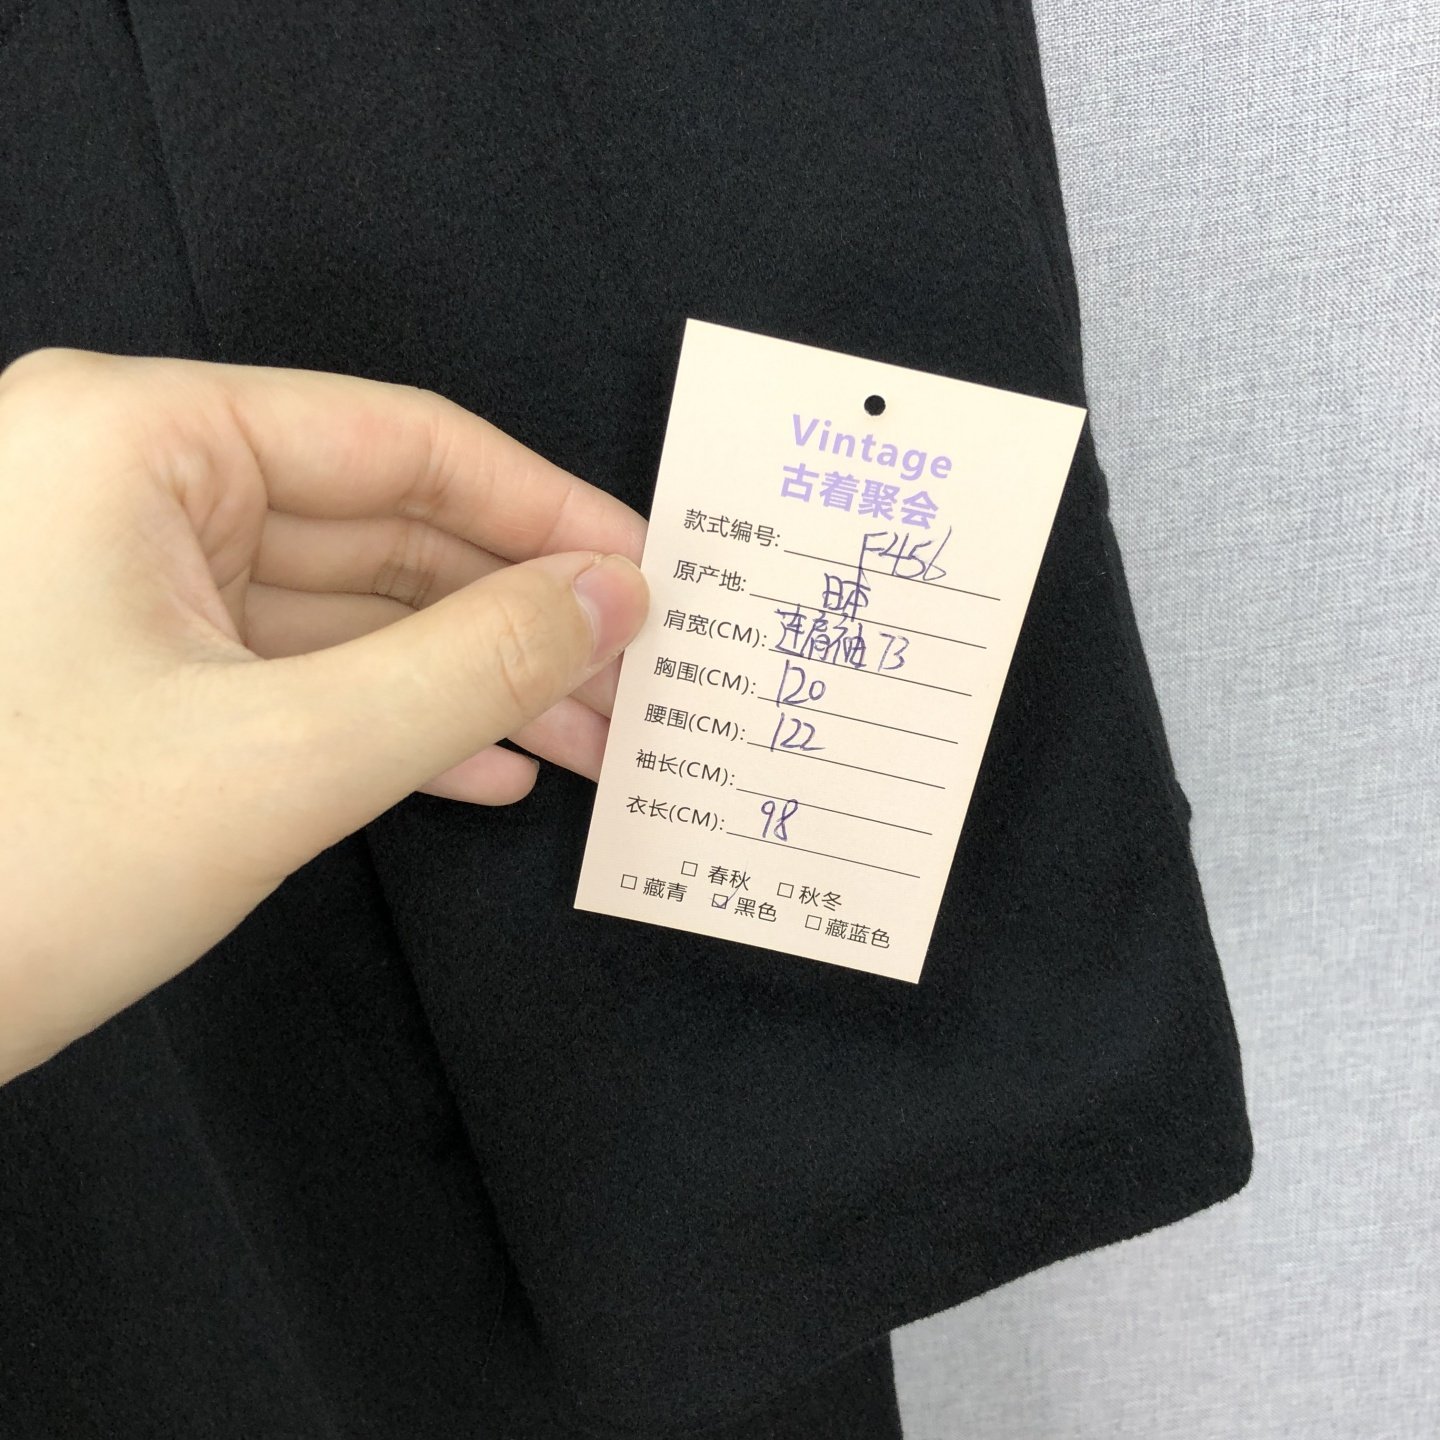 Vintage
古着聚会
款式编号: F456
原产地: 日本
肩宽(CM): 连肩袖 73
胸围(CM): 120
腰围(CM): 122
袖长(CM):
衣长(CM): 98
□ 春秋 □ 秋冬
□ 藏青 ☑ 黑色 □ 藏蓝色